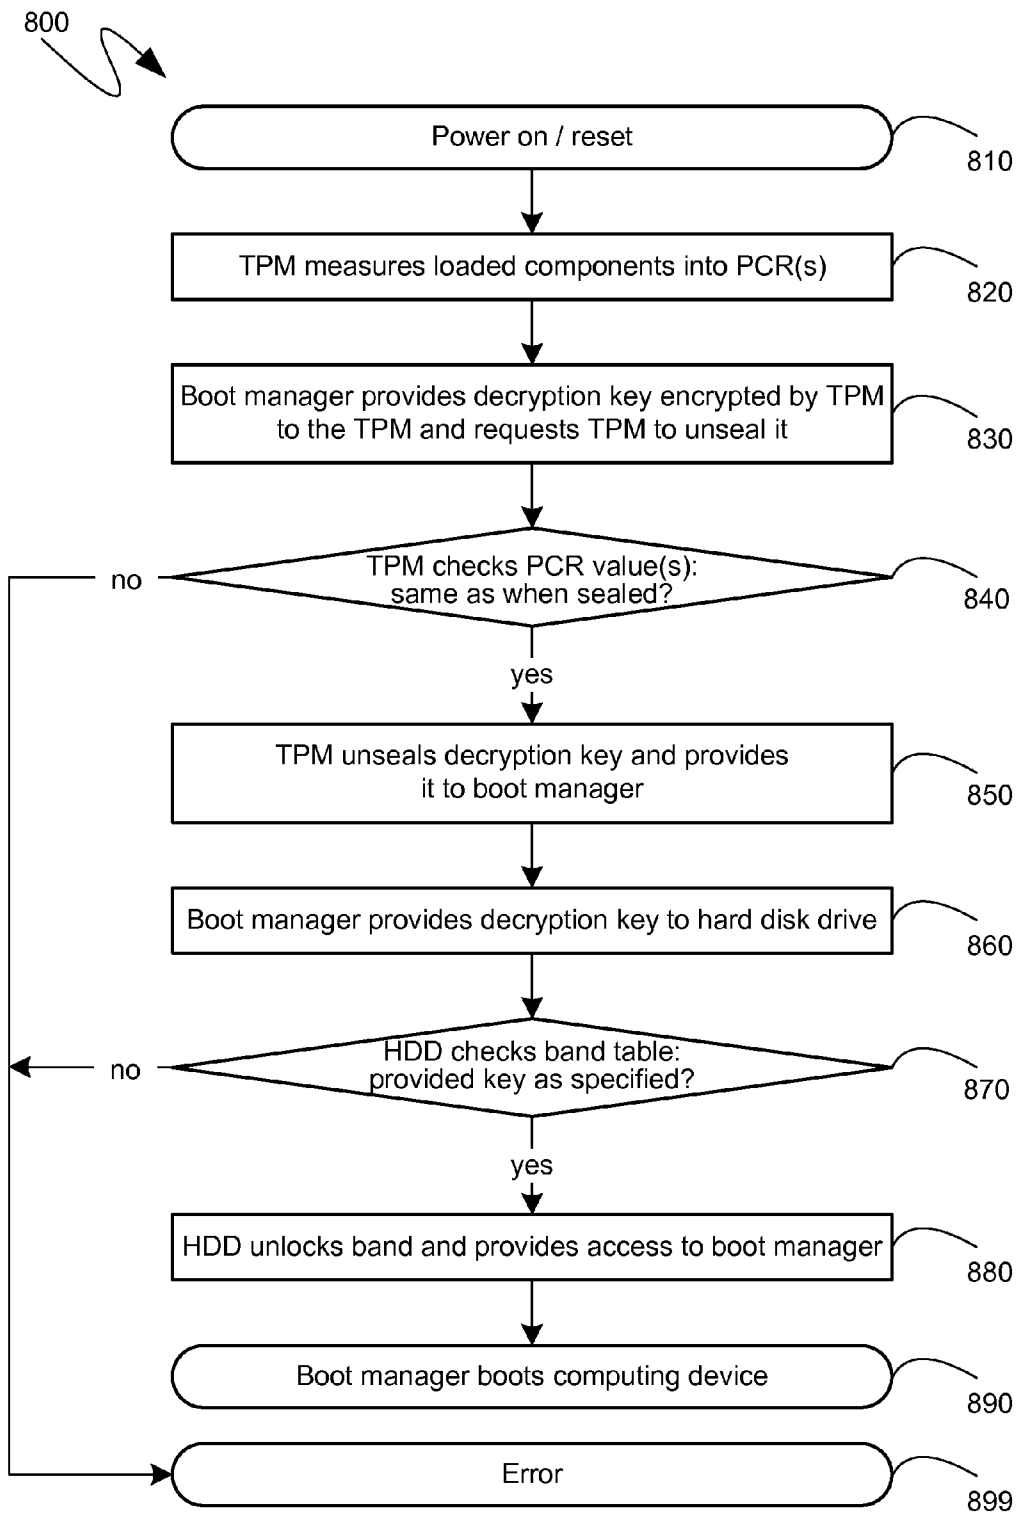 800
Power on / reset
810
TPM measures loaded components into PCR(s)
820
Boot manager provides decryption key encrypted by TPM
to the TPM and requests TPM to unseal it
830
TPM checks PCR value(s):
same as when sealed?
840
no
yes
TPM unseals decryption key and provides
it to boot manager
850
Boot manager provides decryption key to hard disk drive
860
HDD checks band table:
provided key as specified?
870
no
yes
HDD unlocks band and provides access to boot manager
880
Boot manager boots computing device
890
Error
899